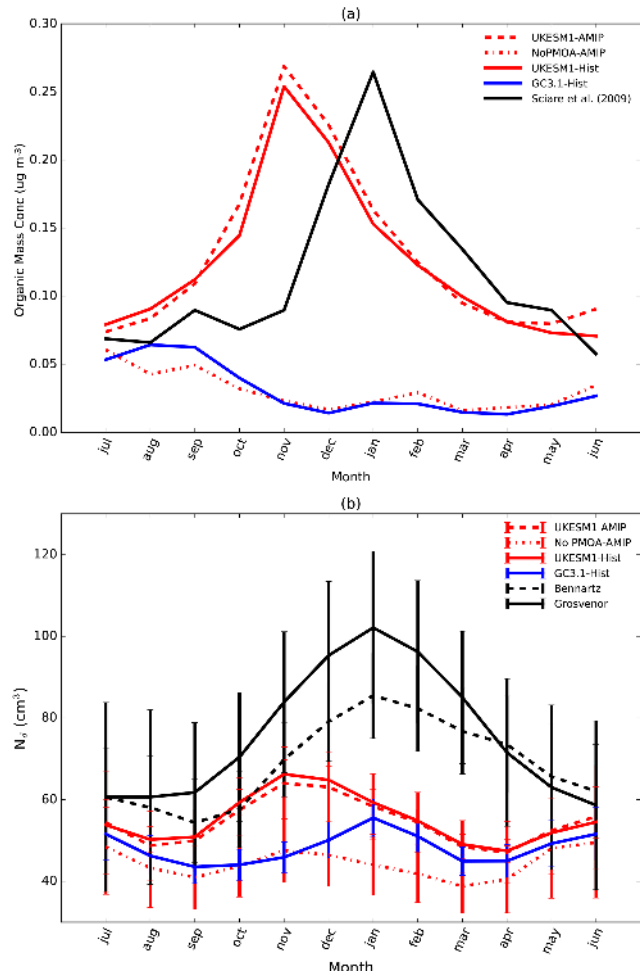 (a)
0.30
0.25
0.20
0.15
0.10
0.05
0.00
Organic Mass Conc (ug m⁻³)
UKESM1-AMIP
NoPMOA-AMIP
UKESM1-Hist
GC3.1-Hist
Sciare et al. (2009)
jul aug sep oct nov dec jan feb mar apr may jun
Month
(b)
120
100
80
60
40
N_d (cm³)
UKESM1 AMIP
No PMOA-AMIP
UKESM1-Hist
GC3.1-Hist
Bennartz
Grosvenor
jul aug sep oct nov dec jan feb mar apr may jun
Month